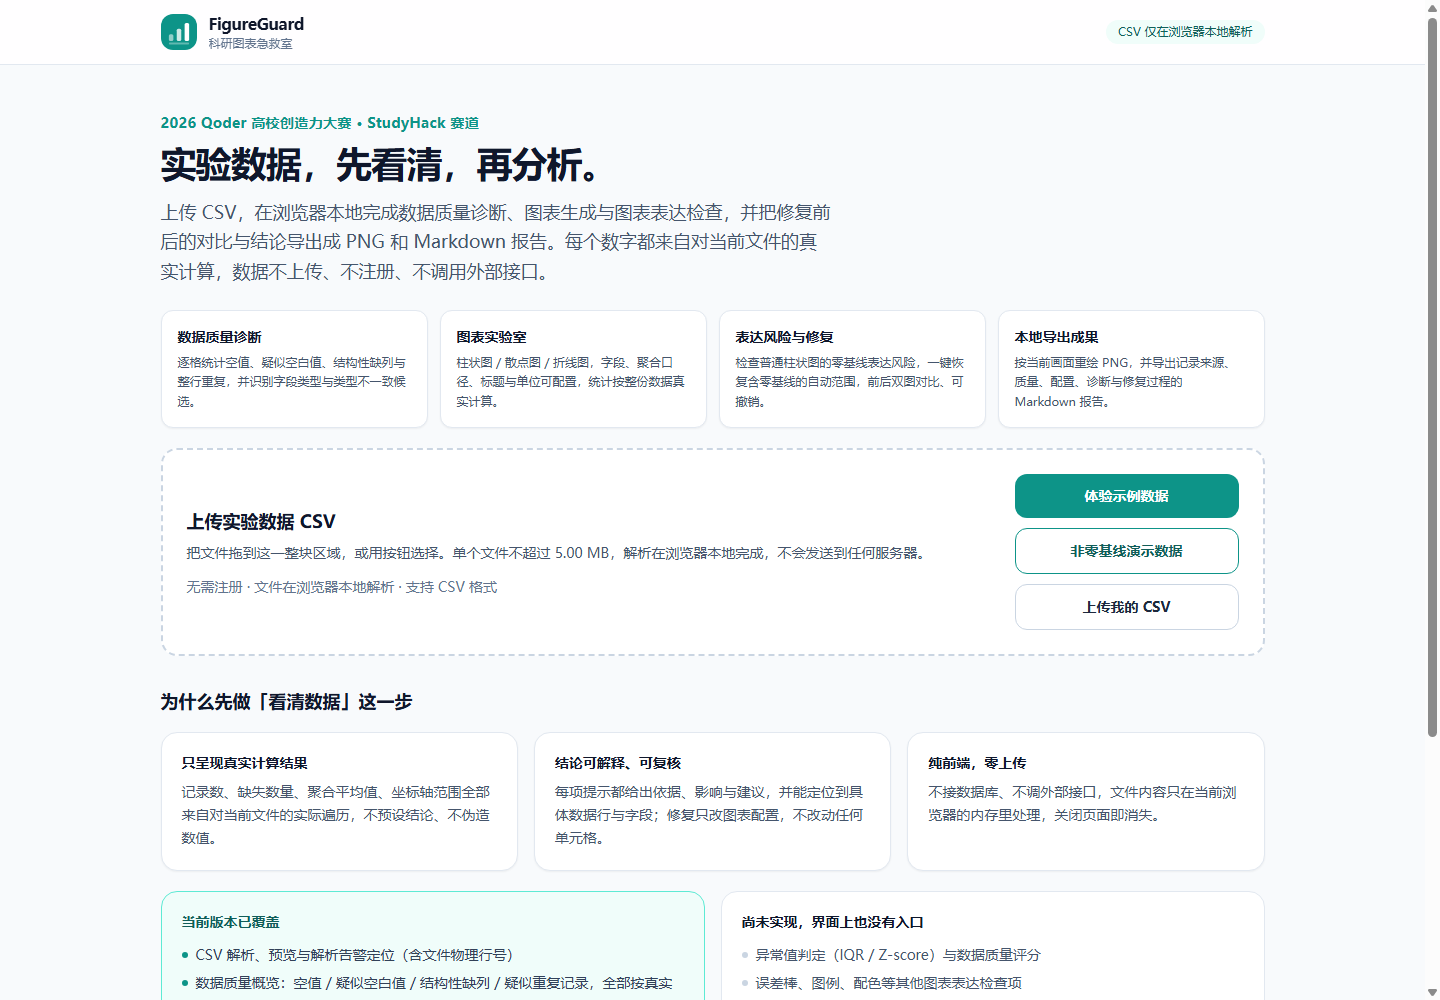 FigureGuard
科研图表急救室
CSV 仅在浏览器本地解析
2026 Qoder 高校创造力大赛 • StudyHack 赛道
实验数据，先看清，再分析。
上传 CSV，在浏览器本地完成数据质量诊断、图表生成与图表表达检查，并把修复前
后的对比与结论导出成 PNG 和 Markdown 报告。每个数字都来自对当前文件的真
实计算，数据不上传、不注册、不调用外部接口。
数据质量诊断
逐格统计空值、疑似空白值、结构性缺列与
整行重复，并识别字段类型与类型不一致候
选。
图表实验室
柱状图 / 散点图 / 折线图，字段、聚合口
径、标题与单位可配置，统计按整份数据真
实计算。
表达风险与修复
检查普通柱状图的零基线表达风险，一键恢
复含零基线的自动范围，前后双图对比、可
撤销。
本地导出成果
按当前画面重绘 PNG，并导出记录来源、
质量、配置、诊断与修复过程的
Markdown 报告。
上传实验数据 CSV
把文件拖到这一整块区域，或用按钮选择。单个文件不超过 5.00 MB，解析在浏览器本地完成，不会发送到任何服务器。
无需注册 · 文件在浏览器本地解析 · 支持 CSV 格式
体验示例数据
非零基线演示数据
上传我的 CSV
为什么先做「看清数据」这一步
只呈现真实计算结果
记录数、缺失数量、聚合平均值、坐标轴范围全部
来自对当前文件的实际遍历，不预设结论、不伪造
数值。
结论可解释、可复核
每项提示都给出依据、影响与建议，并能定位到具
体数据行与字段；修复只改图表配置，不改动任何
单元格。
纯前端，零上传
不接数据库、不调外部接口，文件内容只在当前浏
览器的内存里处理，关闭页面即消失。
当前版本已覆盖
CSV 解析、预览与解析告警定位（含文件物理行号）
数据质量概览：空值 / 疑似空白值 / 结构性缺列 / 疑似重复记录，全部按真实
尚未实现，界面上也没有入口
异常值判定（IQR / Z-score）与数据质量评分
误差棒、图例、配色等其他图表表达检查项